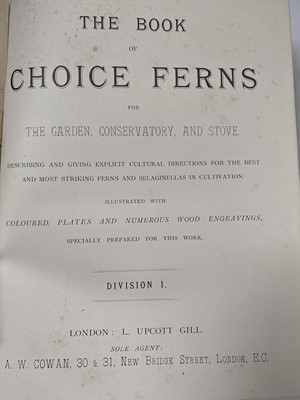 THE BOOK
OF
CHOICE FERNS
FOR
THE GARDEN, CONSERVATORY, AND STOVE.
DESCRIBING AND GIVING EXPLICIT CULTURAL DIRECTIONS FOR THE BEST
AND MOST STRIKING FERNS AND SELAGINELLAS IN CULTIVATION.
ILLUSTRATED WITH
COLOURED PLATES AND NUMEROUS WOOD ENGRAVINGS,
SPECIALLY PREPARED FOR THIS WORK.
DIVISION I.
LONDON: L. UPCOTT GILL.
SOLE AGENT:
A. W. COWAN, 30 & 31, NEW BRIDGE STREET, LONDON, E.C.